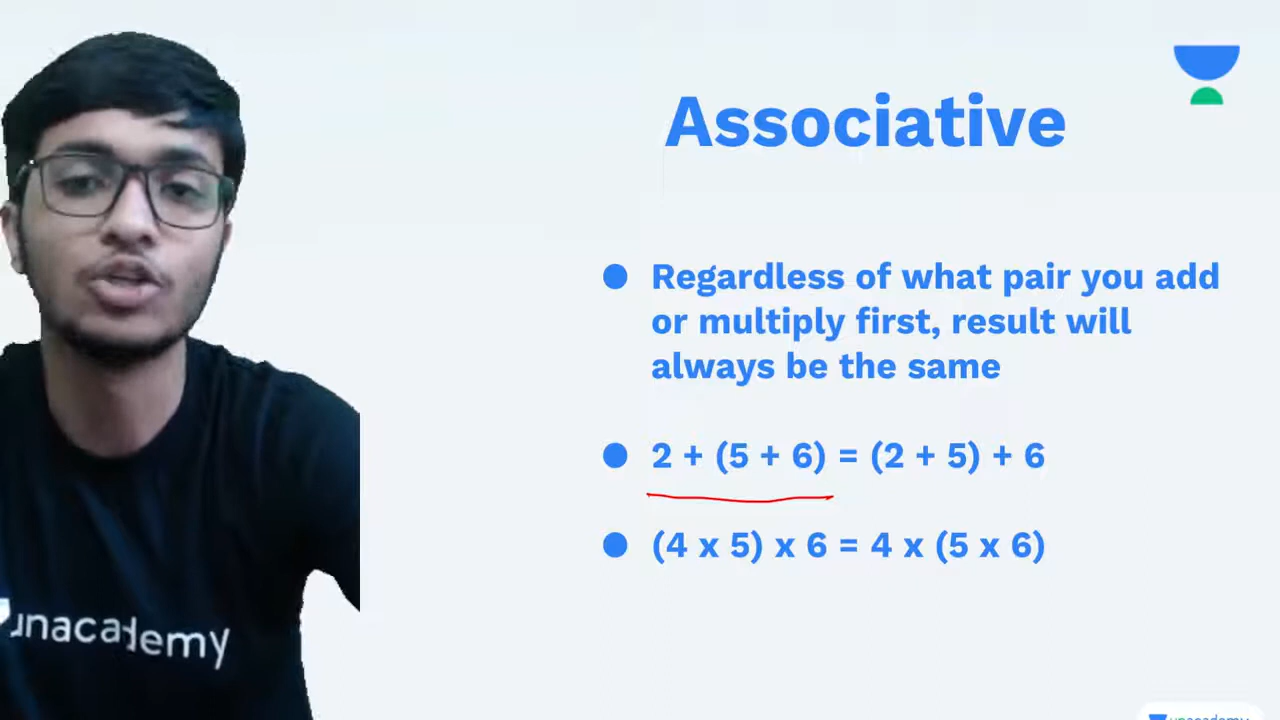 Associative
Regardless of what pair you add
or multiply first, result will
always be the same
2 + (5 + 6) = (2 + 5) + 6
(4 x 5) x 6 = 4 x (5 x 6)
unacademy
unacademy